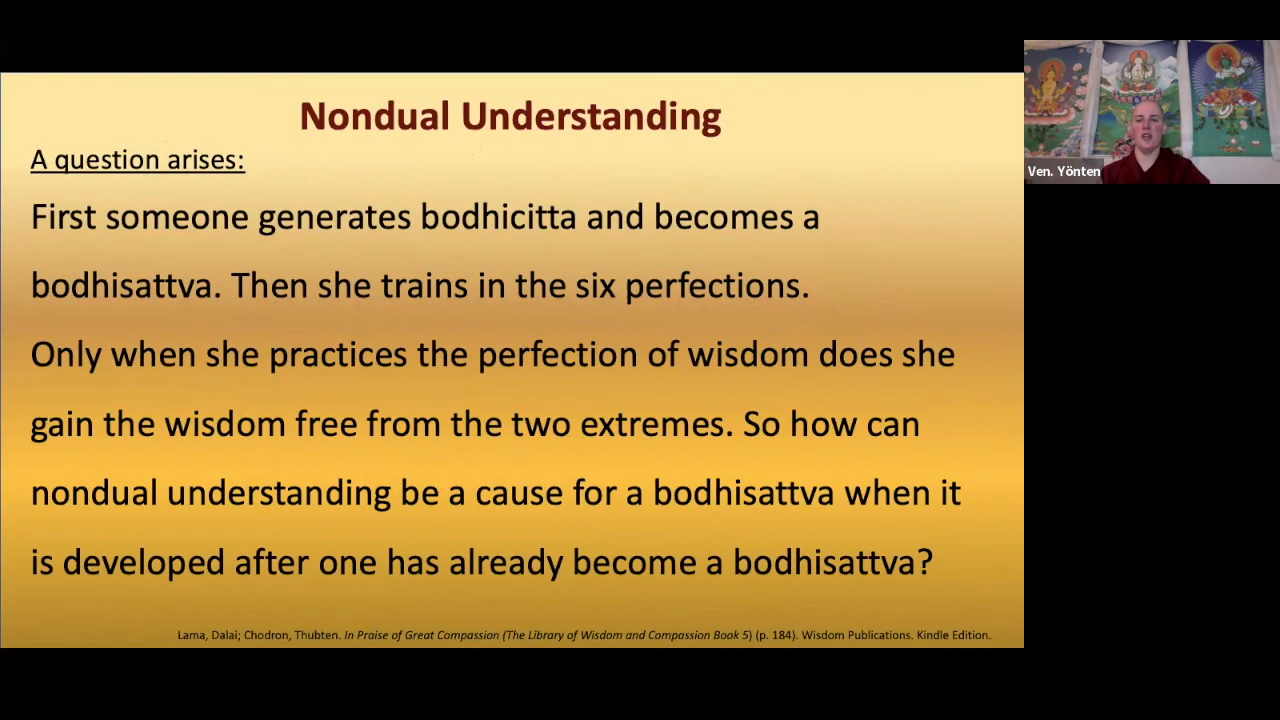 Nondual Understanding
A question arises:
First someone generates bodhicitta and becomes a
bodhisattva. Then she trains in the six perfections.
Only when she practices the perfection of wisdom does she
gain the wisdom free from the two extremes. So how can
nondual understanding be a cause for a bodhisattva when it
is developed after one has already become a bodhisattva?
Lama, Dalai; Chodron, Thubten. In Praise of Great Compassion (The Library of Wisdom and Compassion Book 5) (p. 184). Wisdom Publications. Kindle Edition.
Ven. Yönten